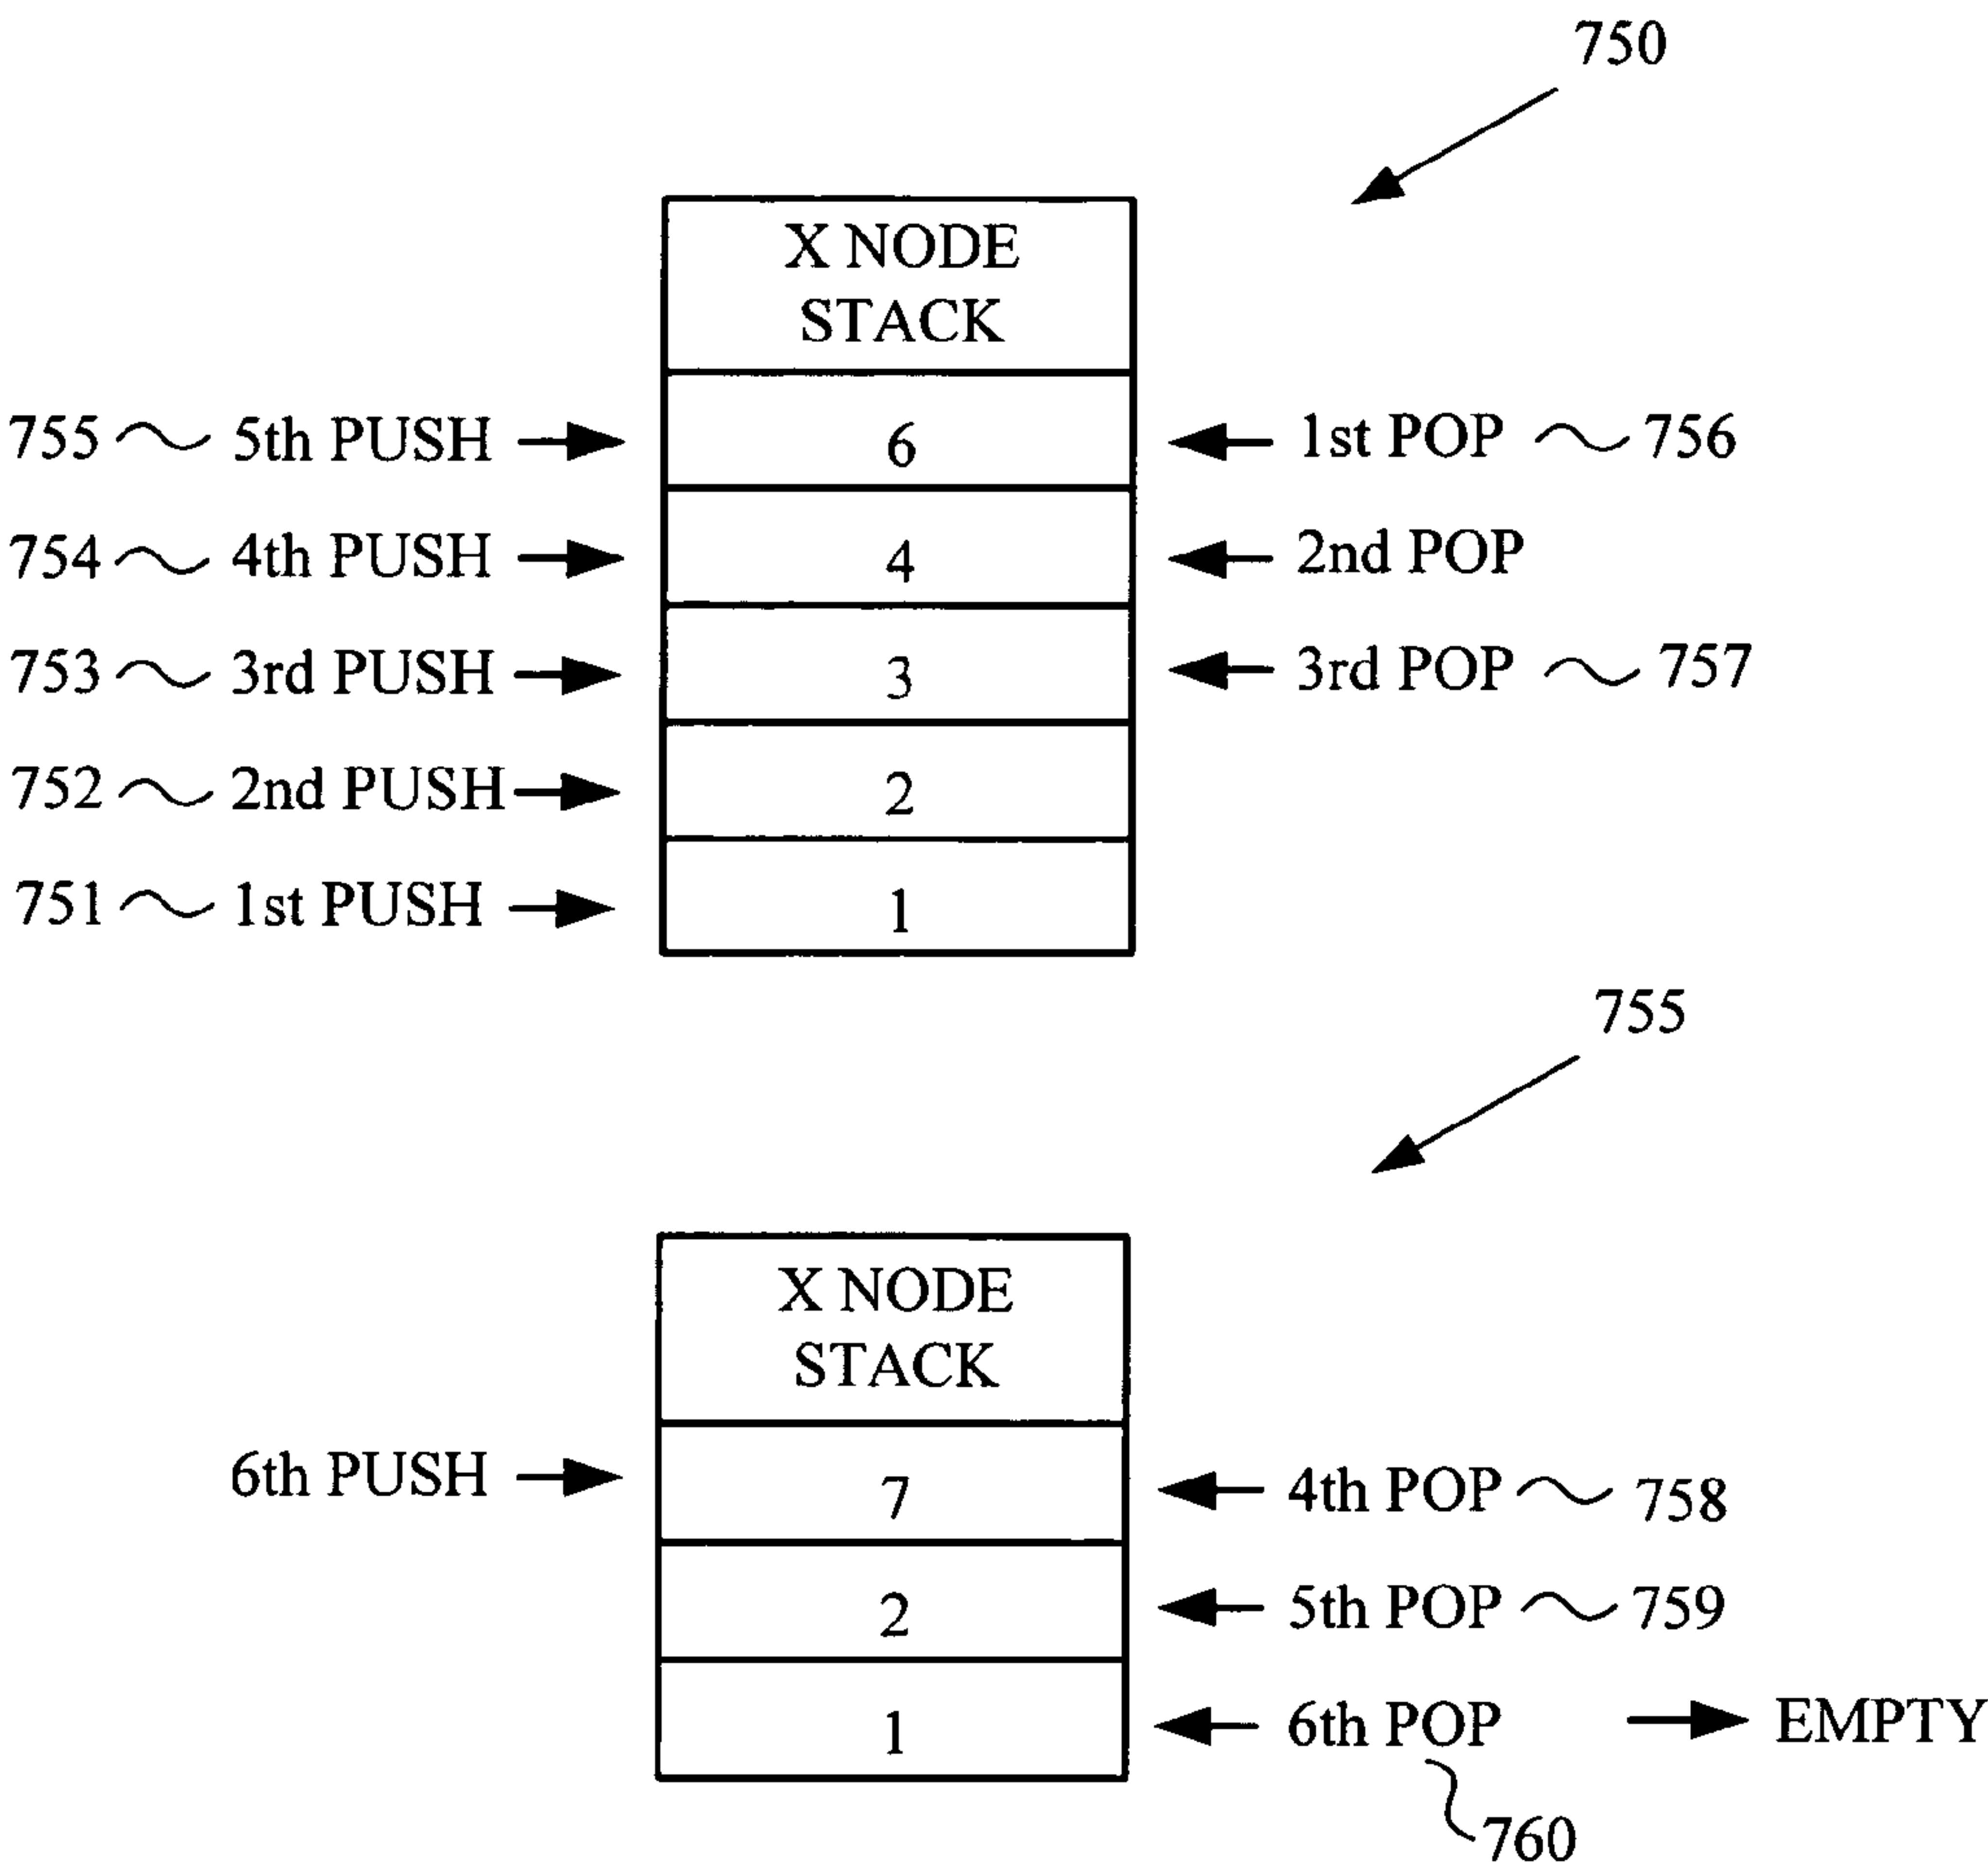 750
X NODE
STACK
755 5th PUSH 6 1st POP 756
754 4th PUSH 4 2nd POP
753 3rd PUSH 3 3rd POP 757
752 2nd PUSH 2
751 1st PUSH 1
755
X NODE
STACK
6th PUSH 7 4th POP 758
2 5th POP 759
1 6th POP EMPTY
760